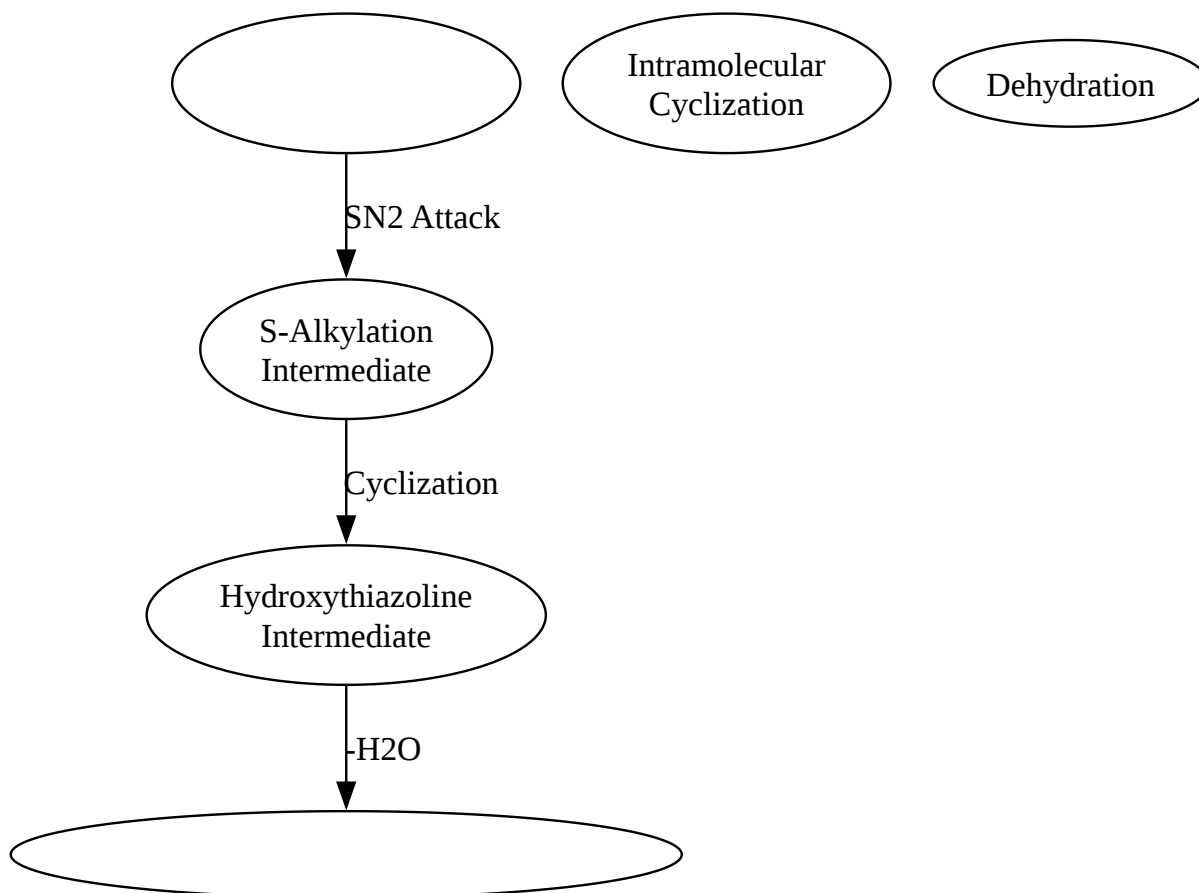 Intramolecular
Cyclization
Dehydration
SN2 Attack
S-Alkylation
Intermediate
Cyclization
Hydroxythiazoline
Intermediate
-H2O